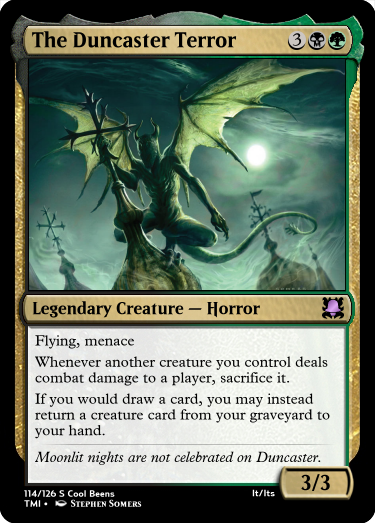 The Duncaster Terror 3
Legendary Creature — Horror
Flying, menace
Whenever another creature you control deals
combat damage to a player, sacrifice it.
If you would draw a card, you may instead
return a creature card from your graveyard to
your hand.
Moonlit nights are not celebrated on Duncaster.
3/3
114/126 S Cool Beens It/Its
TMI • Stephen Somers